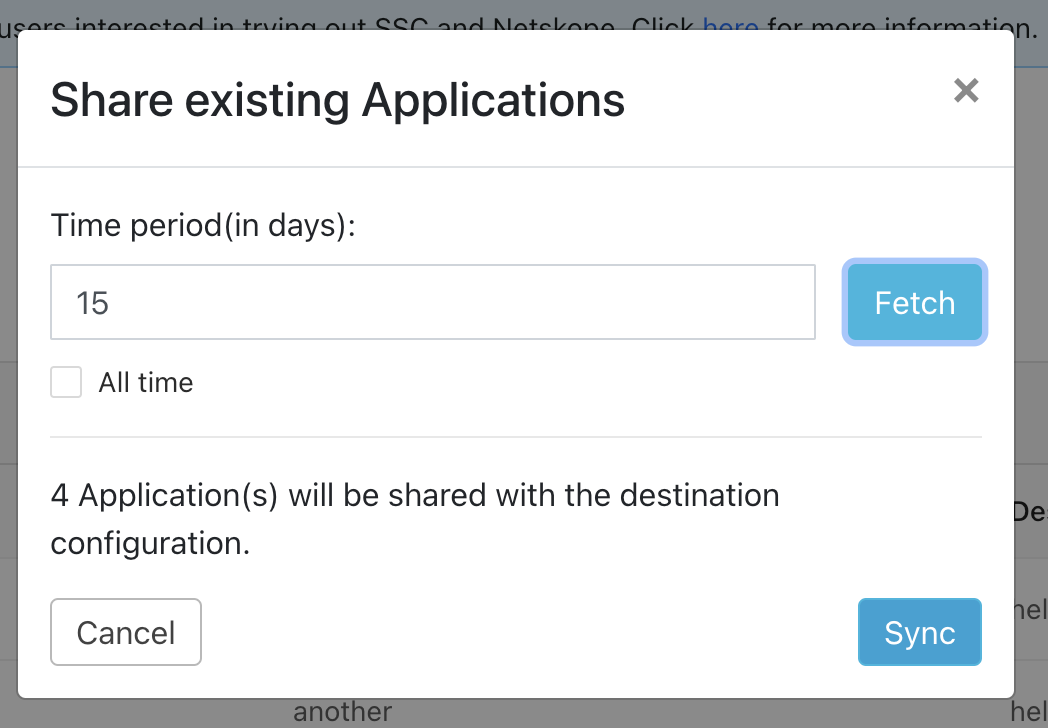 users interested in trying out SSC and Netskope. Click here for more information.
Share existing Applications
×
Time period(in days):
15
Fetch
All time
4 Application(s) will be shared with the destination
configuration.
De
hel
Cancel
Sync
another
hel